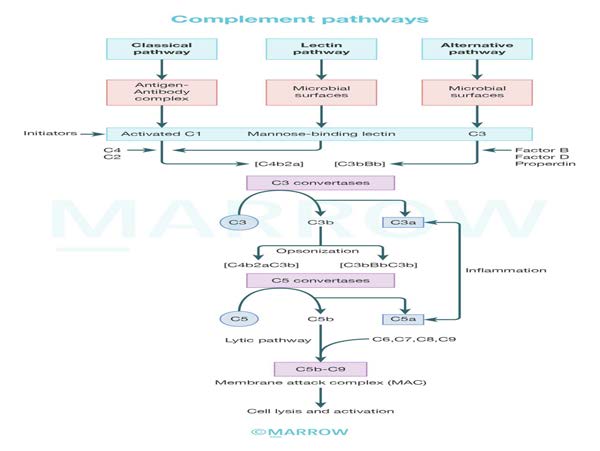 Complement pathways
Classical pathway
Lectin pathway
Alternative pathway
Antigen-
Antibody
complex
Microbial
surfaces
Microbial
surfaces
Initiators
Activated C1
Mannose-binding lectin
C3
C4
C2
[C4b2a]
[C3bBb]
Factor B
Factor D
Properdin
C3 convertases
MARROW
C3
C3b
C3a
Opsonization
[C4b2aC3b]
[C3bBbC3b]
Inflammation
C5 convertases
C5
C5b
C5a
Lytic pathway
C6,C7,C8,C9
C5b-C9
Membrane attack complex (MAC)
Cell lysis and activation
©MARROW